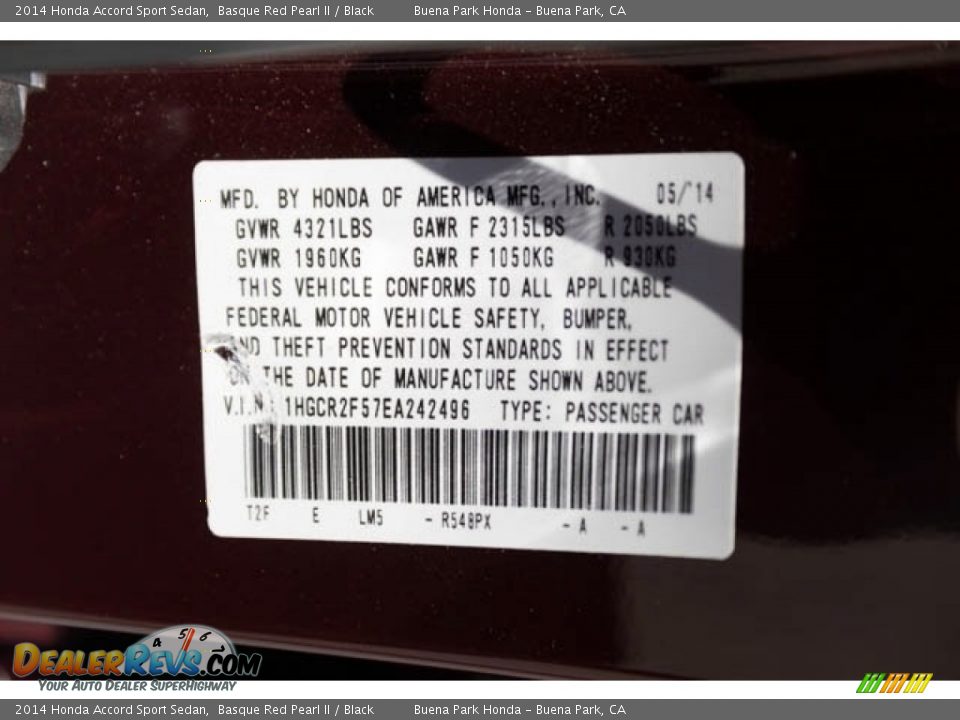 2014 Honda Accord Sport Sedan, Basque Red Pearl II / Black Buena Park Honda - Buena Park, CA
MFD. BY HONDA OF AMERICA MFG., INC. 05/'14
GVWR 4321LBS GAWR F 2315LBS R 2050LBS
GVWR 1960KG GAWR F 1050KG R 930KG
THIS VEHICLE CONFORMS TO ALL APPLICABLE
FEDERAL MOTOR VEHICLE SAFETY, BUMPER,
AND THEFT PREVENTION STANDARDS IN EFFECT
ON THE DATE OF MANUFACTURE SHOWN ABOVE.
V.I.N.: 1HGCR2F57EA242496 TYPE: PASSENGER CAR
T2F E LM5 - R548PX - A - A
4 5 6 7
DEALERREVS.COM
YOUR AUTO DEALER SUPERHIGHWAY
2014 Honda Accord Sport Sedan, Basque Red Pearl II / Black Buena Park Honda - Buena Park, CA